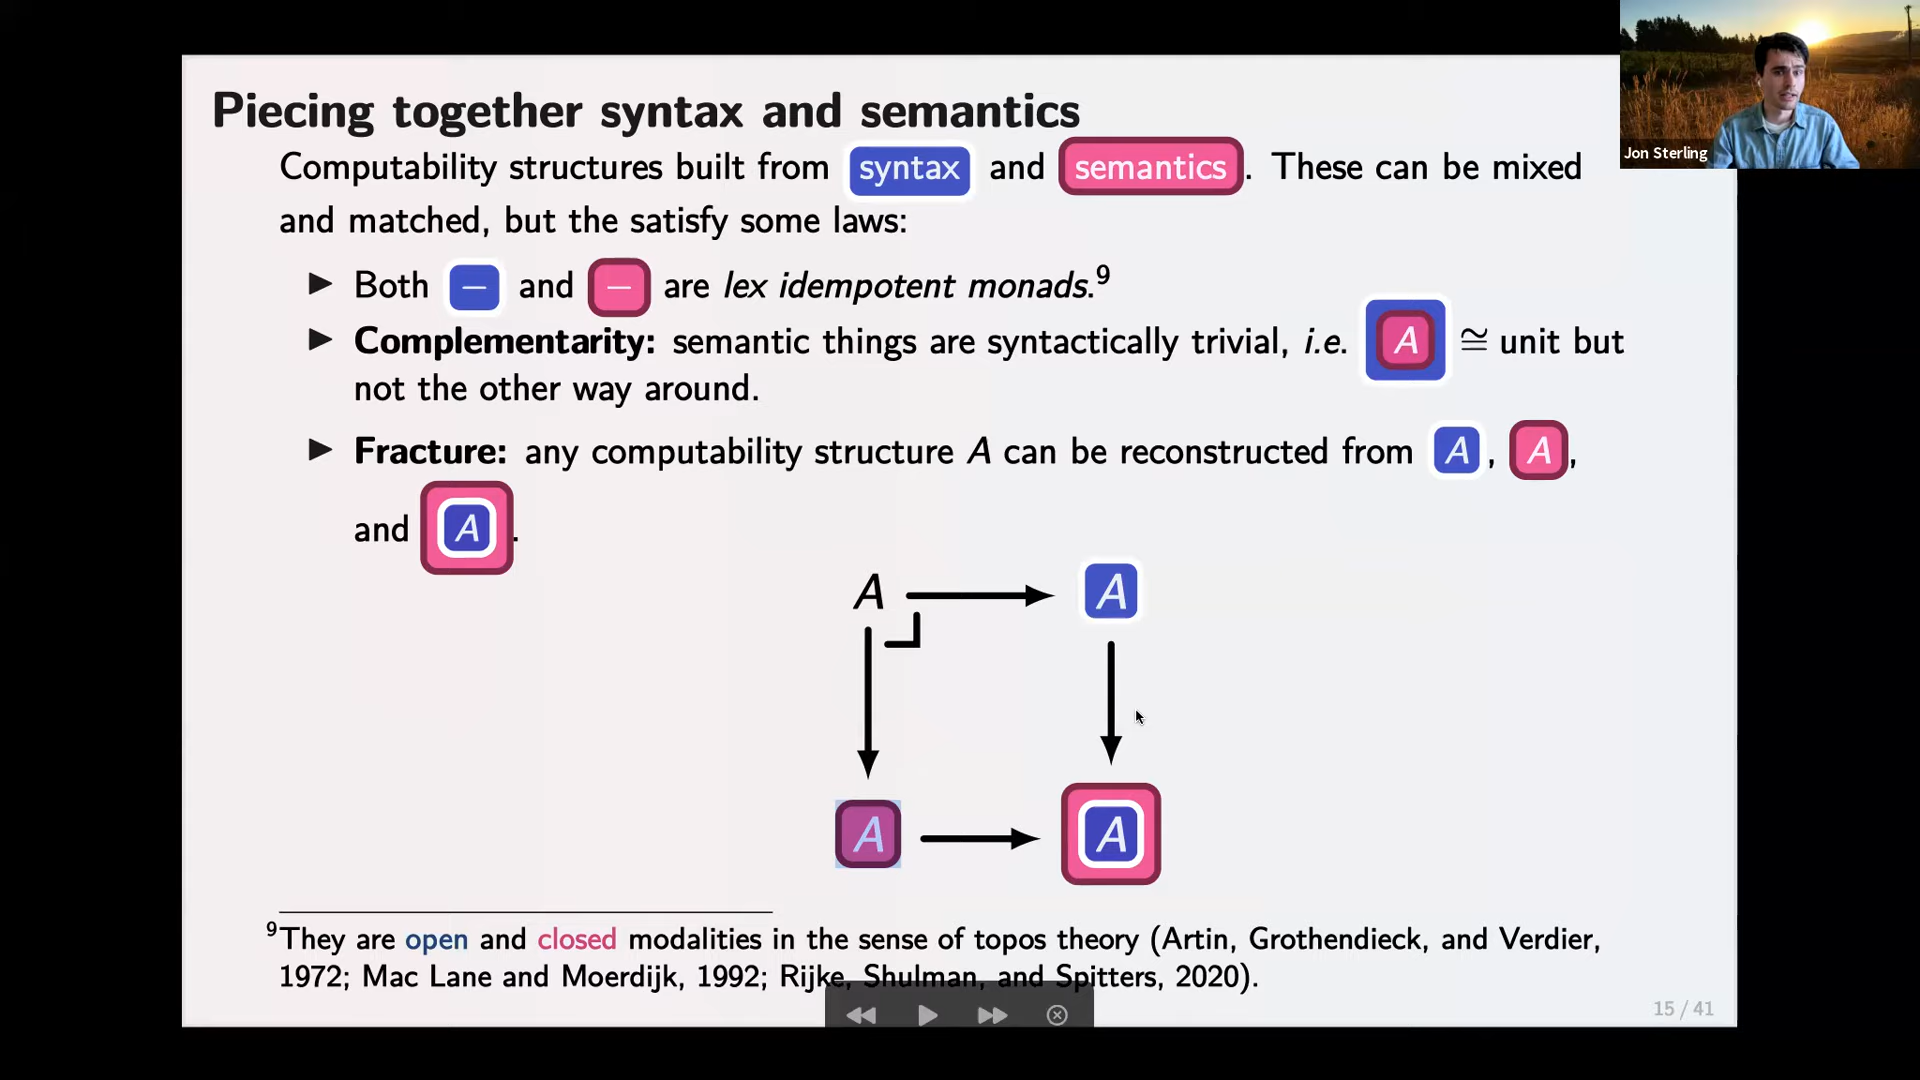 Piecing together syntax and semantics
Computability structures built from syntax and semantics. These can be mixed
and matched, but the satisfy some laws:
▶ Both — and — are lex idempotent monads.⁹
▶ Complementarity: semantic things are syntactically trivial, i.e. A ≅ unit but
not the other way around.
▶ Fracture: any computability structure A can be reconstructed from A, A,
and A.
A A
A A
⁹They are open and closed modalities in the sense of topos theory (Artin, Grothendieck, and Verdier,
1972; Mac Lane and Moerdijk, 1992; Rijke, Shulman, and Spitters, 2020).
15 / 41
Jon Sterling